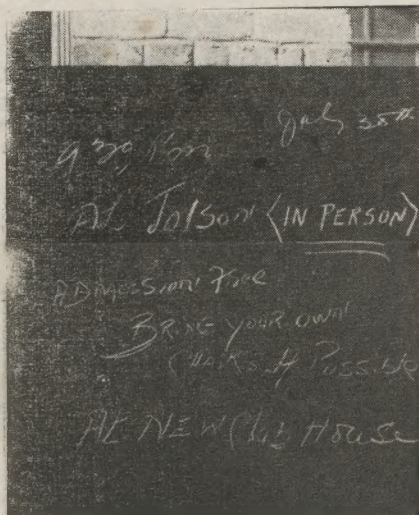 July 30th
9 30 Pm
AL Jolson (IN PERSON)
ADMISSION Free
BRING YOUR OWN
CHAIRS if POSSIBLE
At NEW Club House